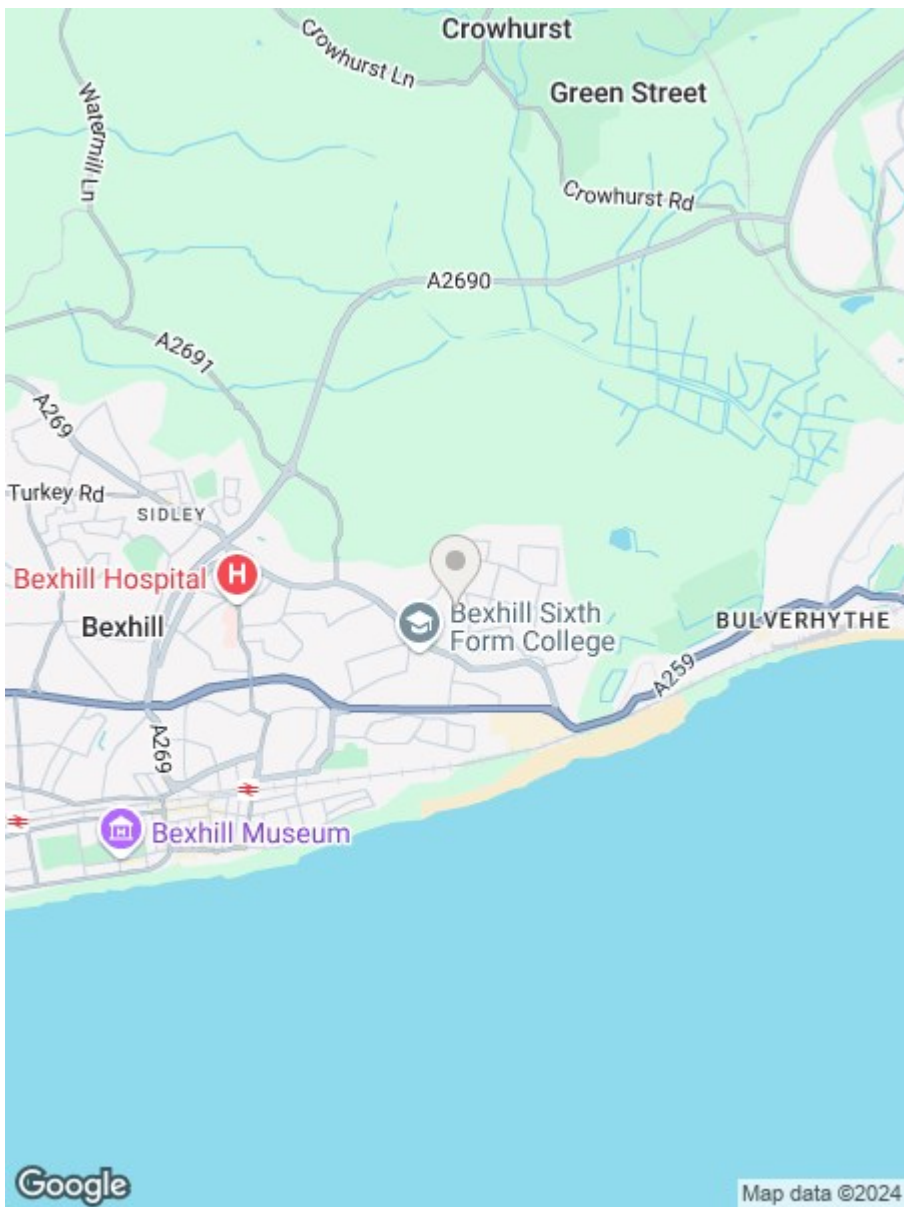 Crowhurst
Crowhurst Ln
Green Street
Watermill Ln
Crowhurst Rd
A2690
A2691
A269
Turkey Rd
SIDLEY
Bexhill Hospital
H
Bexhill
Bexhill Sixth
Form College
BULVERHYTHE
A259
A269
Bexhill Museum
M
Google
Map data ©2024